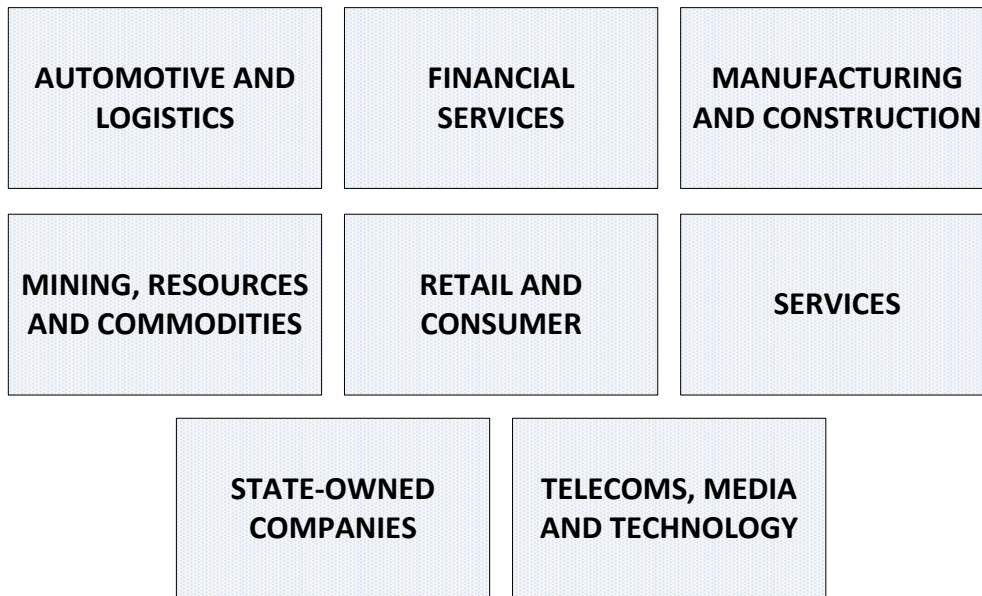 AUTOMOTIVE AND
LOGISTICS
FINANCIAL
SERVICES
MANUFACTURING
AND CONSTRUCTION
MINING, RESOURCES
AND COMMODITIES
RETAIL AND
CONSUMER
SERVICES
STATE-OWNED
COMPANIES
TELECOMS, MEDIA
AND TECHNOLOGY